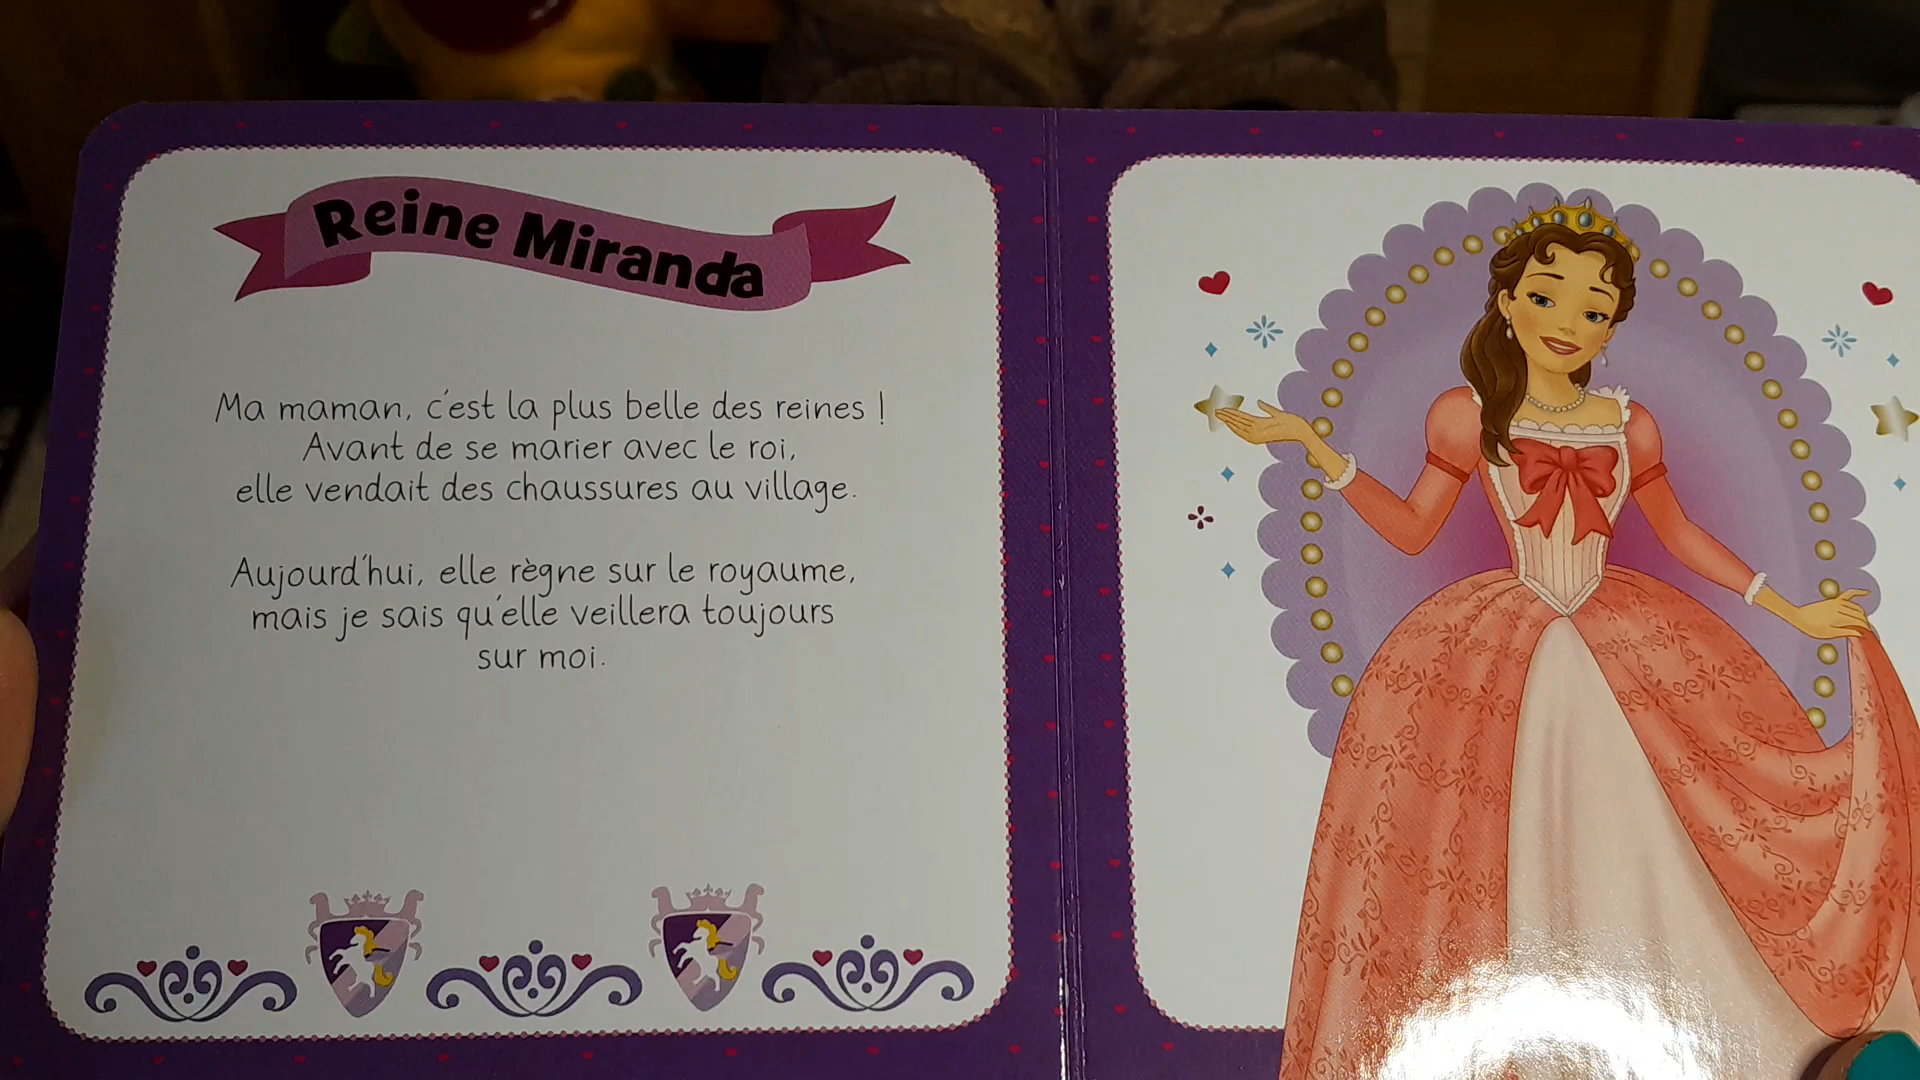 Reine Miranda
Ma maman, c'est la plus belle des reines !
Avant de se marier avec le roi,
elle vendait des chaussures au village.
Aujourd'hui, elle règne sur le royaume,
mais je sais qu'elle veillera toujours
sur moi.